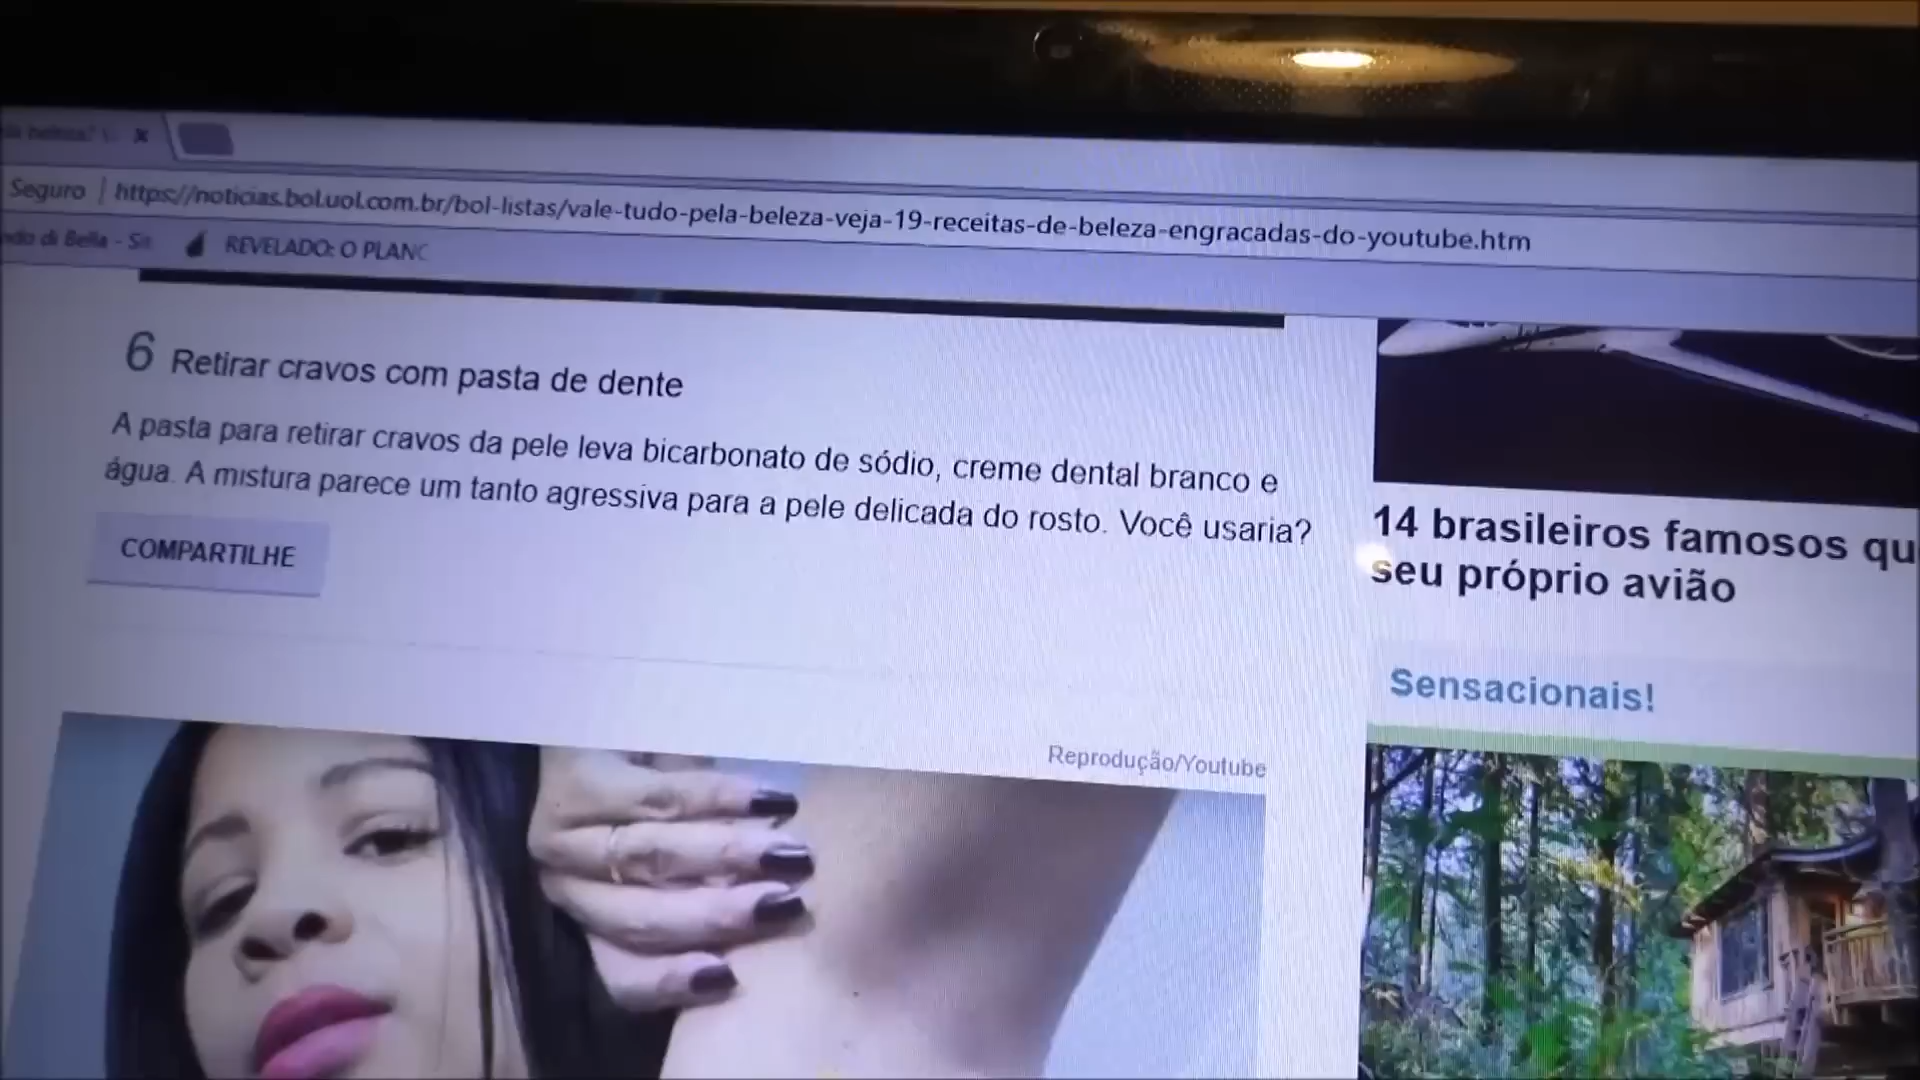 Seguro | https://noticias.bol.uol.com.br/bol-listas/vale-tudo-pela-beleza-veja-19-receitas-de-beleza-engracadas-do-youtube.htm
di Bella - Sit
REVELADO: O PLANO
6 Retirar cravos com pasta de dente
A pasta para retirar cravos da pele leva bicarbonato de sódio, creme dental branco e
água. A mistura parece um tanto agressiva para a pele delicada do rosto. Você usaria?
COMPARTILHE
Reprodução/Youtube
14 brasileiros famosos qu
seu próprio avião
Sensacionais!